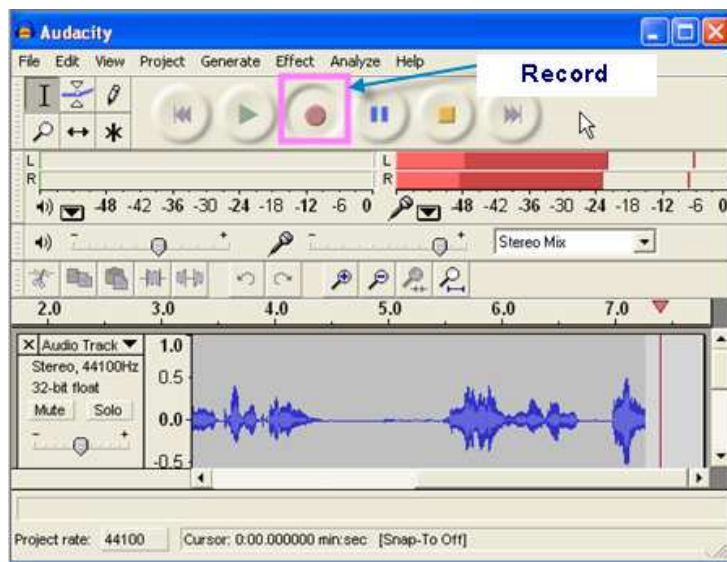 Audacity
File Edit View Project Generate Effect Analyze Help
Record
L
R
-48 -42 -36 -30 -24 -18 -12 -6 0
L
R
-48 -42 -36 -30 -24 -18 -12 -6 0
- +
- +
Stereo Mix
2.0 3.0 4.0 5.0 6.0 7.0
X Audio Track
Stereo, 44100Hz
32-bit float
Mute Solo
- +
1.0
0.5
0.0
-0.5
Project rate: 44100
Cursor: 0:00.000000 min:sec [Snap-To Off]